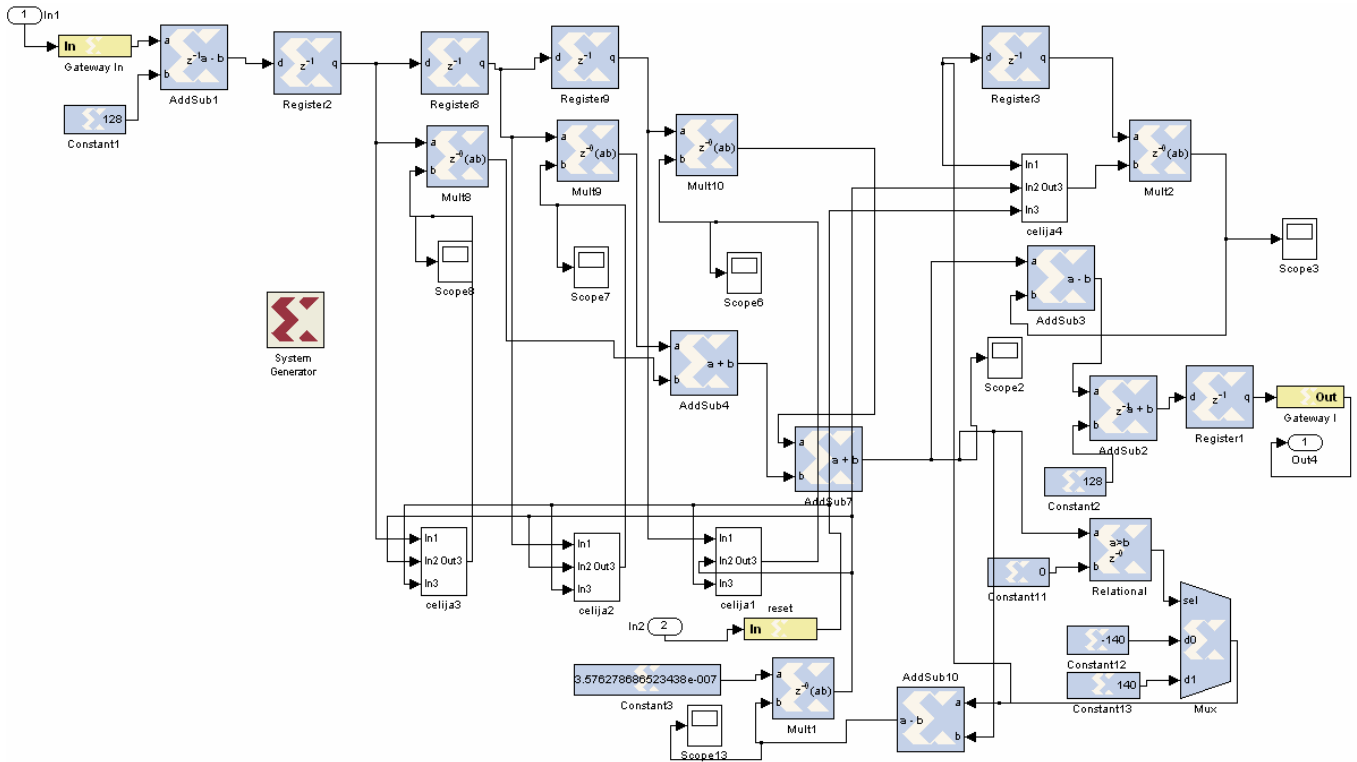 1
In1
In
Gateway In
a
b
z⁻¹a - b
AddSub1
128
Constant1
d
z⁻¹
q
Register2
d
z⁻¹
q
Register8
d
z⁻¹
q
Register9
a
b
z⁻⁰(ab)
Mult8
a
b
z⁻⁰(ab)
Mult9
a
b
z⁻⁰(ab)
Mult10
d
z⁻¹
q
Register3
a
b
z⁻⁰(ab)
Mult2
In1
In2 Out3
In3
celija4
Scope8
Scope7
Scope6
Scope3
a
b
a - b
AddSub3
System
Generator
a
b
a + b
AddSub4
Scope2
a
b
z⁻¹a + b
AddSub2
d
z⁻¹
q
Register1
Out
Gateway I
1
Out4
a
b
a + b
AddSub7
128
Constant2
In1
In2 Out3
In3
celija3
In1
In2 Out3
In3
celija2
In1
In2 Out3
In3
celija1
a
b
a>b
z⁻⁰
Relational
0
Constant11
In2
2
reset
In
sel
d0
d1
Mux
-140
Constant12
140
Constant13
3.576278686523438e-007
Constant3
a
b
z⁻⁰(ab)
Mult1
Scope13
AddSub10
a - b
a
b